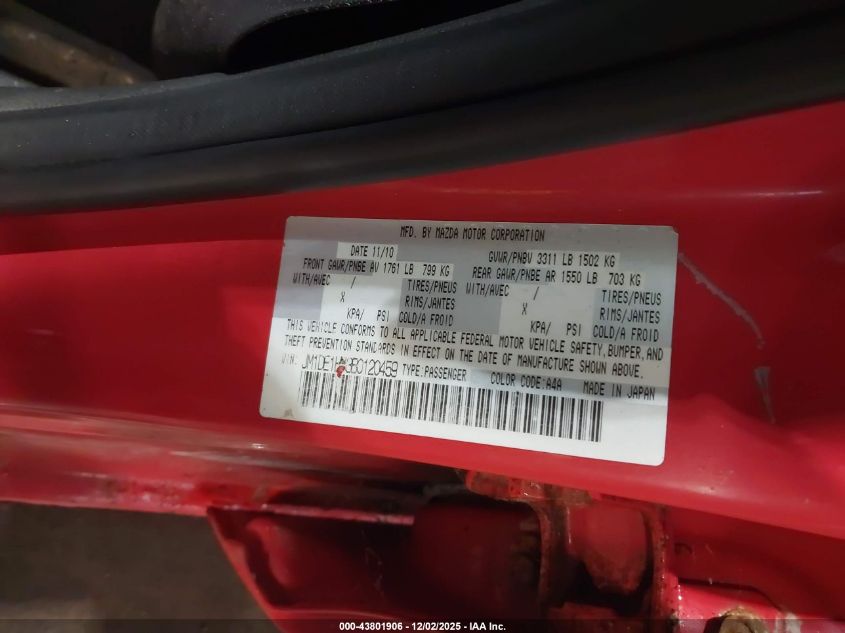 MFD. BY MAZDA MOTOR CORPORATION
DATE 11/10 GVWR/PNBV 3311 LB 1502 KG
FRONT GAWR/PNBE AV 1761 LB 799 KG REAR GAWR/PNBE AR 1550 LB 703 KG
WITH/AVEC / TIRES/PNEUS WITH/AVEC / TIRES/PNEUS
X RIMS/JANTES X RIMS/JANTES
KPA/ PSI COLD/A FROID KPA/ PSI COLD/A FROID
THIS VEHICLE CONFORMS TO ALL APPLICABLE FEDERAL MOTOR VEHICLE SAFETY, BUMPER, AND
THEFT PREVENTION STANDARDS IN EFFECT ON THE DATE OF MANUFACTURE SHOWN ABOVE.
VIN: TYPE:PASSENGER COLOR CODE:A4A MADE IN JAPAN
000-43801906 - 12/02/2025 - IAA Inc.